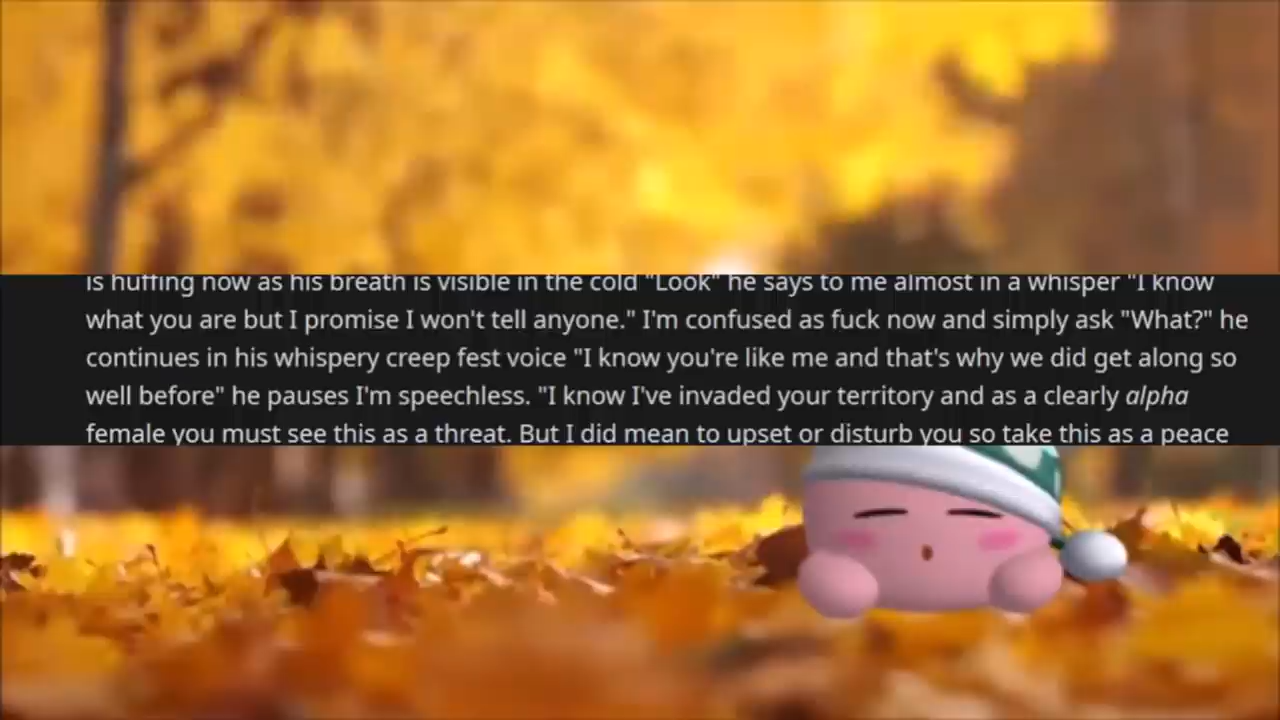 is huffing now as his breath is visible in the cold "Look" he says to me almost in a whisper "I know
what you are but I promise I won't tell anyone." I'm confused as fuck now and simply ask "What?" he
continues in his whispery creep fest voice "I know you're like me and that's why we did get along so
well before" he pauses I'm speechless. "I know I've invaded your territory and as a clearly alpha
female you must see this as a threat. But I did mean to upset or disturb you so take this as a peace